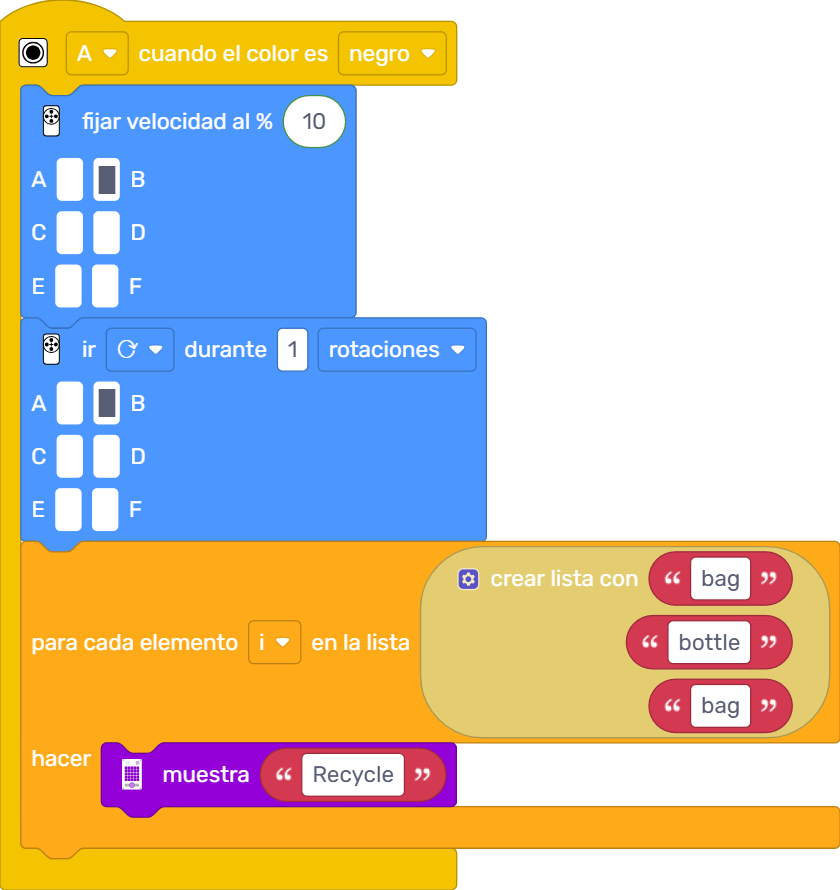 A cuando el color es negro
fijar velocidad al % 10
A B
C D
E F
ir durante 1 rotaciones
A B
C D
E F
crear lista con “ bag ”
para cada elemento i en la lista “ bottle ”
“ bag ”
hacer muestra “ Recycle ”